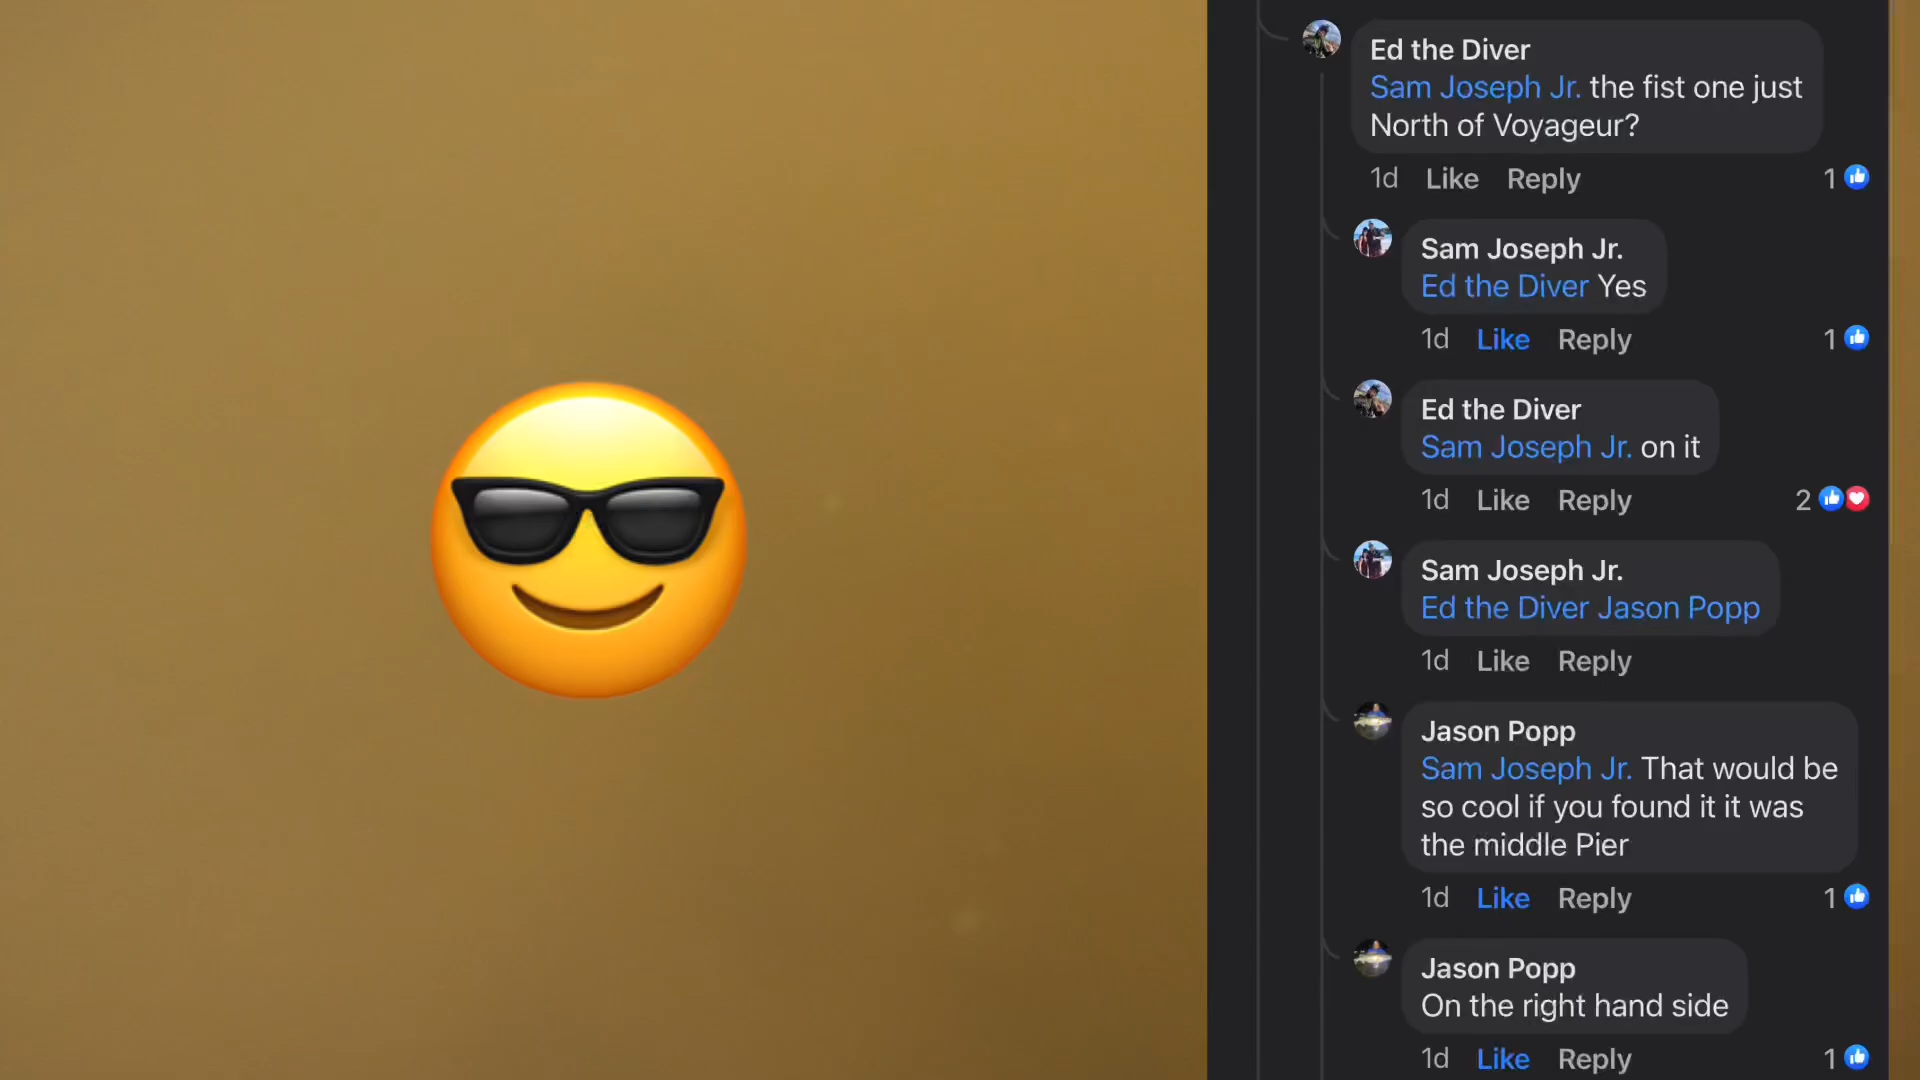 Ed the Diver
Sam Joseph Jr. the fist one just
North of Voyageur?
1d Like Reply 1
Sam Joseph Jr.
Ed the Diver Yes
1d Like Reply 1
Ed the Diver
Sam Joseph Jr. on it
1d Like Reply 2
Sam Joseph Jr.
Ed the Diver Jason Popp
1d Like Reply
Jason Popp
Sam Joseph Jr. That would be
so cool if you found it it was
the middle Pier
1d Like Reply 1
Jason Popp
On the right hand side
1d Like Reply 1